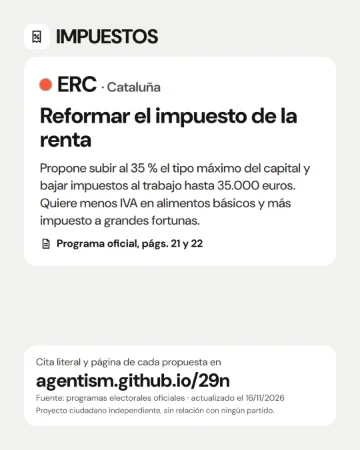 IMPUESTOS
ERC · Cataluña
Reformar el impuesto de la
renta
Propone subir al 35 % el tipo máximo del capital y
bajar impuestos al trabajo hasta 35.000 euros.
Quiere menos IVA en alimentos básicos y más
impuesto a grandes fortunas.
Programa oficial, págs. 21 y 22
Cita literal y página de cada propuesta en
agentism.github.io/29n
Fuente: programas electorales oficiales · actualizado el 16/11/2026
Proyecto ciudadano independiente, sin relación con ningún partido.